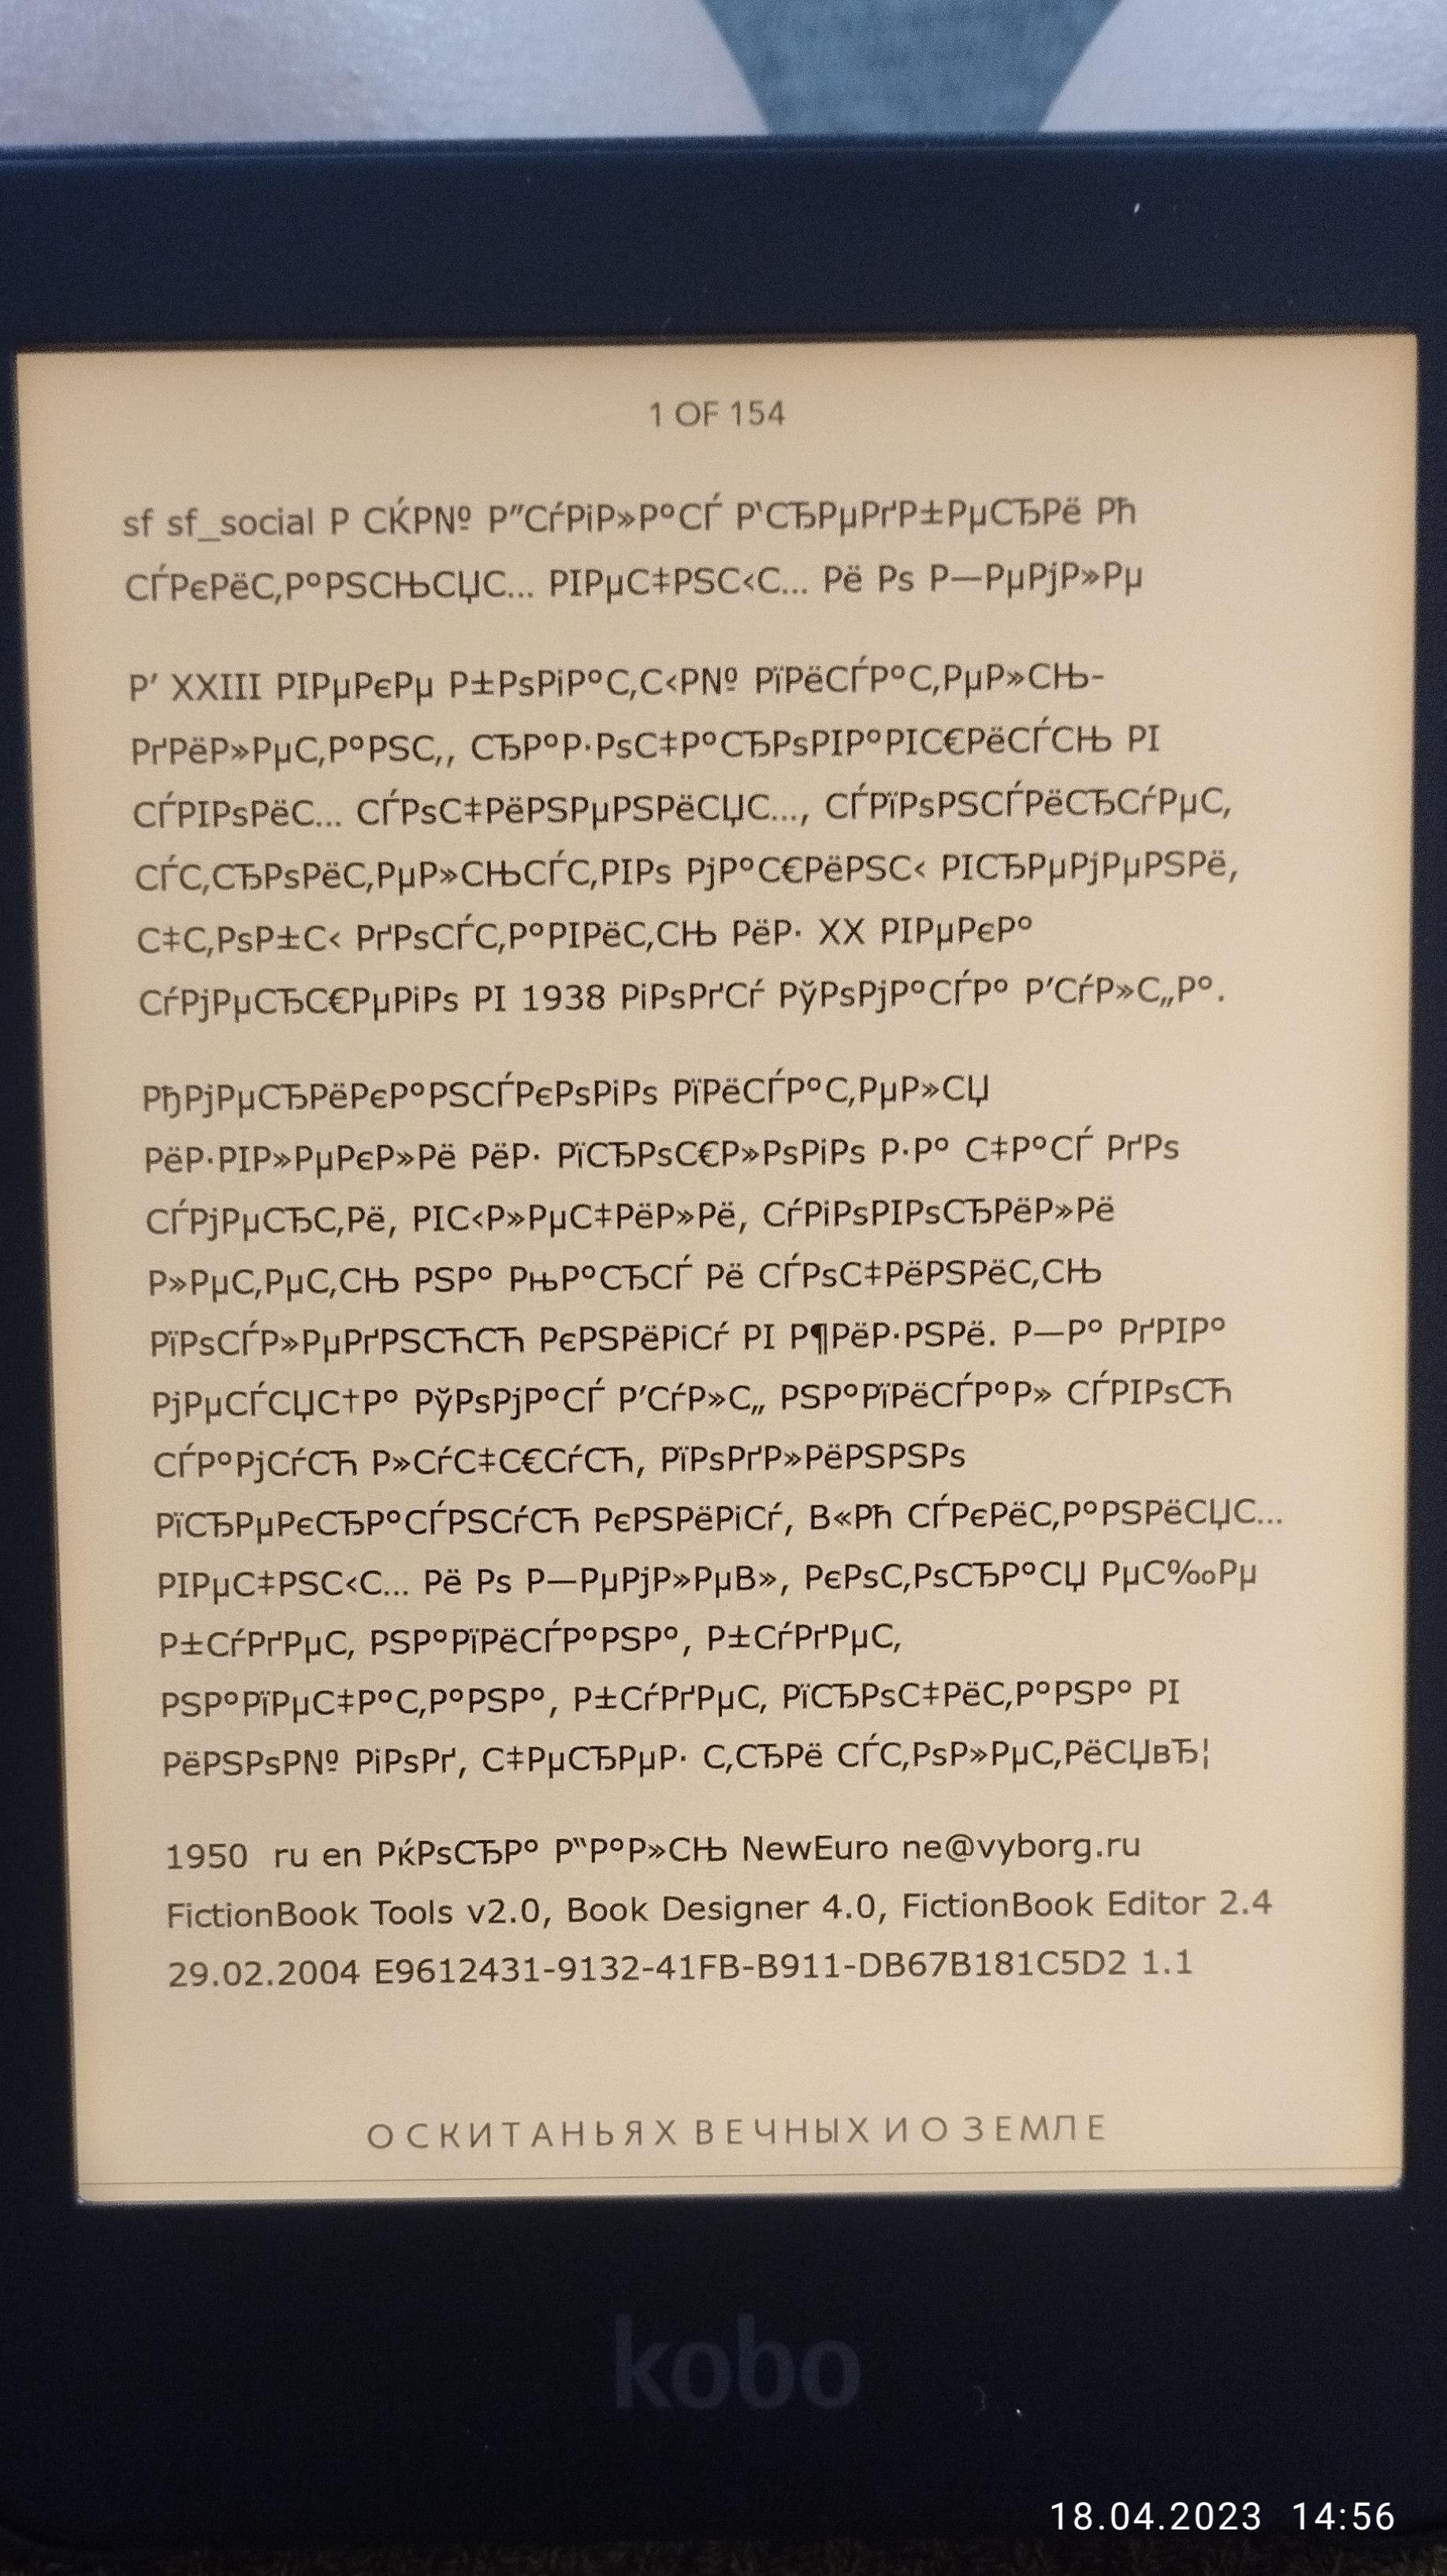 1 OF 154
sf sf_social Р СЌРN№ Р”СѓРіР»Р°СЃ Р‘СЂРµРґР±РµСЂРё Рћ
СЃРєРёС‚Р°РЅСЊСЏС… РІРµС‡РЅС‹С… Рё Рѕ Р—РµРјР»Рµ
Р’ XXIII РІРµРєРµ Р±РѕРіР°С‚С‹Р№ РїРёСЃР°С‚РµР»СЊ-
РґРёР»РµС‚Р°РЅС‚, СЂР°Р·РѕС‡Р°СЂРѕРІР°РІС€РёСЃСЊ РІ
СЃРІРѕРёС… СЃРѕС‡РёРЅРµРЅРёСЏС…, СЃРїРѕРЅСЃРёСЂСѓРµС‚
СЃС‚СЂРѕРёС‚РµР»СЊСЃС‚РІРѕ РјР°С€РёРЅС‹ РІСЂРµРјРµРЅРё,
С‡С‚РѕР±С‹ РґРѕСЃС‚Р°РІРёС‚СЊ РёР· XX РІРµРєР°
СѓРјРµСЂС€РµРіРѕ РІ 1938 РіРѕРґСѓ РўРѕРјР°СЃР° Р’СѓР»С„Р°.
РђРјРµСЂРёРєР°РЅСЃРєРѕРіРѕ РїРёСЃР°С‚РµР»СЏ
РёР·РІР»РµРєР»Рё РёР· РїСЂРѕС€Р»РѕРіРѕ Р·Р° С‡Р°СЃ РґРѕ
СЃРјРµСЂС‚Рё, РІС‹Р»РµС‡РёР»Рё, СѓРіРѕРІРѕСЂРёР»Рё
Р»РµС‚РµС‚СЊ РЅР° РњР°СЂСЃ Рё СЃРѕС‡РёРЅРёС‚СЊ
РїРѕСЃР»РµРґРЅСЋСЋ РєРЅРёРіСѓ РІ Р¶РёР·РЅРё. Р—Р° РґРІР°
РјРµСЃСЏС†Р° РўРѕРјР°СЃ Р’СѓР»С„ РЅР°РїРёСЃР°Р» СЃРІРѕСЋ
СЃР°РјСѓСЋ Р»СѓС‡С€СѓСЋ, РїРѕРґР»РёРЅРЅРѕ
РїСЂРµРєСЂР°СЃРЅСѓСЋ РєРЅРёРіСѓ, В«Рћ СЃРєРёС‚Р°РЅРёСЏС…
РІРµС‡РЅС‹С… Рё Рѕ Р—РµРјР»РµВ», РєРѕС‚РѕСЂР°СЏ РµС‰Рµ
Р±СѓРґРµС‚ РЅР°РїРёСЃР°РЅР°, Р±СѓРґРµС‚
РЅР°РїРµС‡Р°С‚Р°РЅР°, Р±СѓРґРµС‚ РїСЂРѕС‡РёС‚Р°РЅР° РІ
РёРЅРѕР№ РіРѕРґ, С‡РµСЂРµР· С‚СЂРё СЃС‚РѕР»РµС‚РёСЏвЂ¦
1950 ru en РќРѕСЂР° Р“Р°Р»СЊ NewEuro ne@vyborg.ru
FictionBook Tools v2.0, Book Designer 4.0, FictionBook Editor 2.4
29.02.2004 E9612431-9132-41FB-B911-DB67B181C5D2 1.1
О СКИТАНЬЯХ ВЕЧНЫХ И О ЗЕМЛЕ
kobo
18.04.2023 14:56